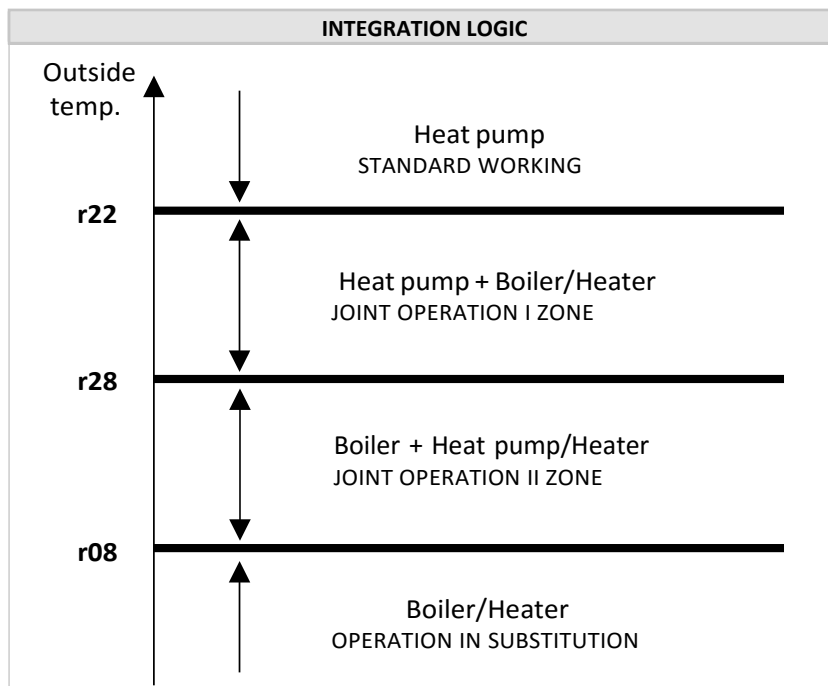 INTEGRATION LOGIC
Outside
temp.
Heat pump
STANDARD WORKING
r22
Heat pump + Boiler/Heater
JOINT OPERATION I ZONE
r28
Boiler + Heat pump/Heater
JOINT OPERATION II ZONE
r08
Boiler/Heater
OPERATION IN SUBSTITUTION